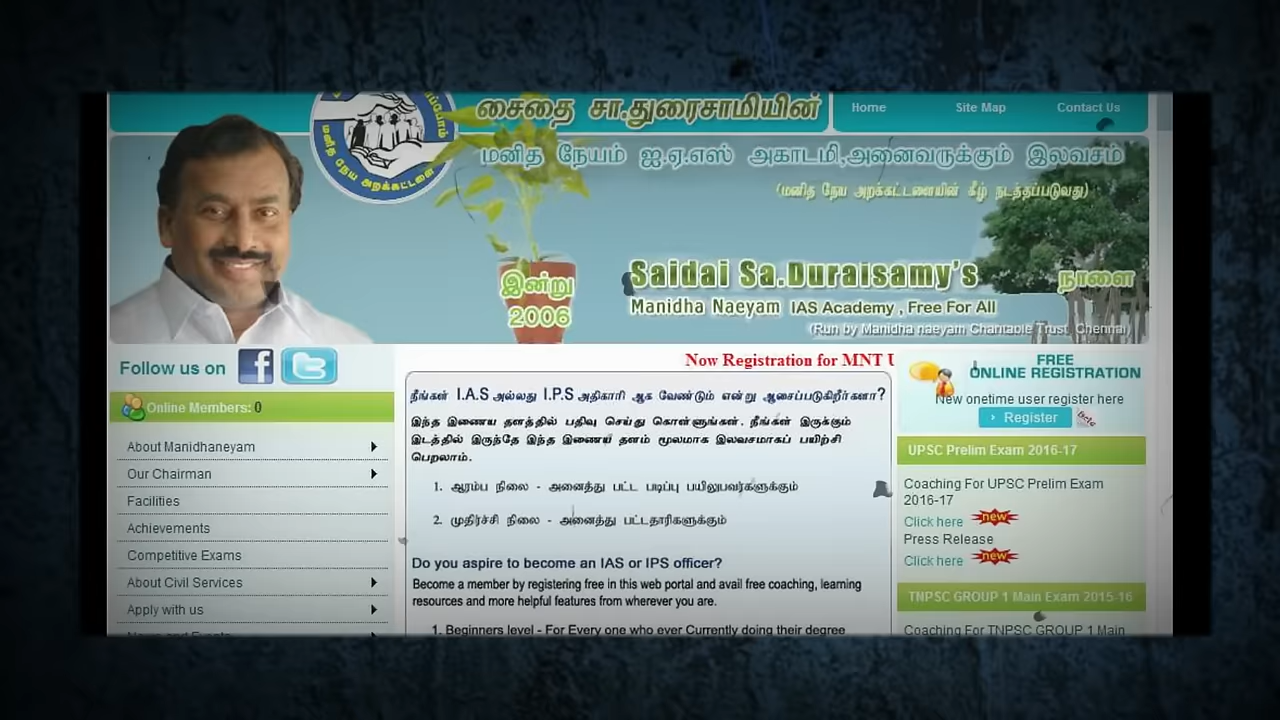 சைதை சா.துரைசாமியின்
Home Site Map Contact Us
மனித நேய அறக்கட்டளை
மனித நேயம் ஐ.ஏ.எஸ் அகாடமி,அனைவருக்கும் இலவசம்
(மனித நேய அறக்கட்டளையின் கீழ் நடத்தப்படுவது)
இன்று
2006
Saidai Sa.Duraisamy's
நாளை
Manidha Naeyam IAS Academy , Free For All
(Run by Manidha naeyam Charitable Trust, Chennai)
Follow us on
Online Members: 0
About Manidhaneyam
Our Chairman
Facilities
Achievements
Competitive Exams
About Civil Services
Apply with us
News and Events
Now Registration for MNT
நீங்கள் I.A.S அல்லது I.P.S அதிகாரி ஆக வேண்டும் என்று ஆசைப்படுகிறீர்களா?
இந்த இணைய தளத்தில் பதிவு செய்து கொள்ளுங்கள். நீங்கள் இருக்கும்
இடத்தில் இருந்தே இந்த இணைய தளம் மூலமாக இலவசமாகப் பயிற்சி
பெறலாம்.
1. ஆரம்ப நிலை - அனைத்து பட்ட படிப்பு பயிலுபவர்களுக்கும்
2. முதிர்ச்சி நிலை - அனைத்து பட்டதாரிகளுக்கும்
Do you aspire to become an IAS or IPS officer?
Become a member by registering free in this web portal and avail free coaching, learning
resources and more helpful features from wherever you are.
1. Beginners level - For Every one who ever Currently doing their degree
FREE
ONLINE REGISTRATION
New onetime user register here
Register
Beta
UPSC Prelim Exam 2016-17
Coaching For UPSC Prelim Exam
2016-17
Click here new
Press Release
Click here new
TNPSC GROUP 1 Main Exam 2015-16
Coaching For TNPSC GROUP 1 Main